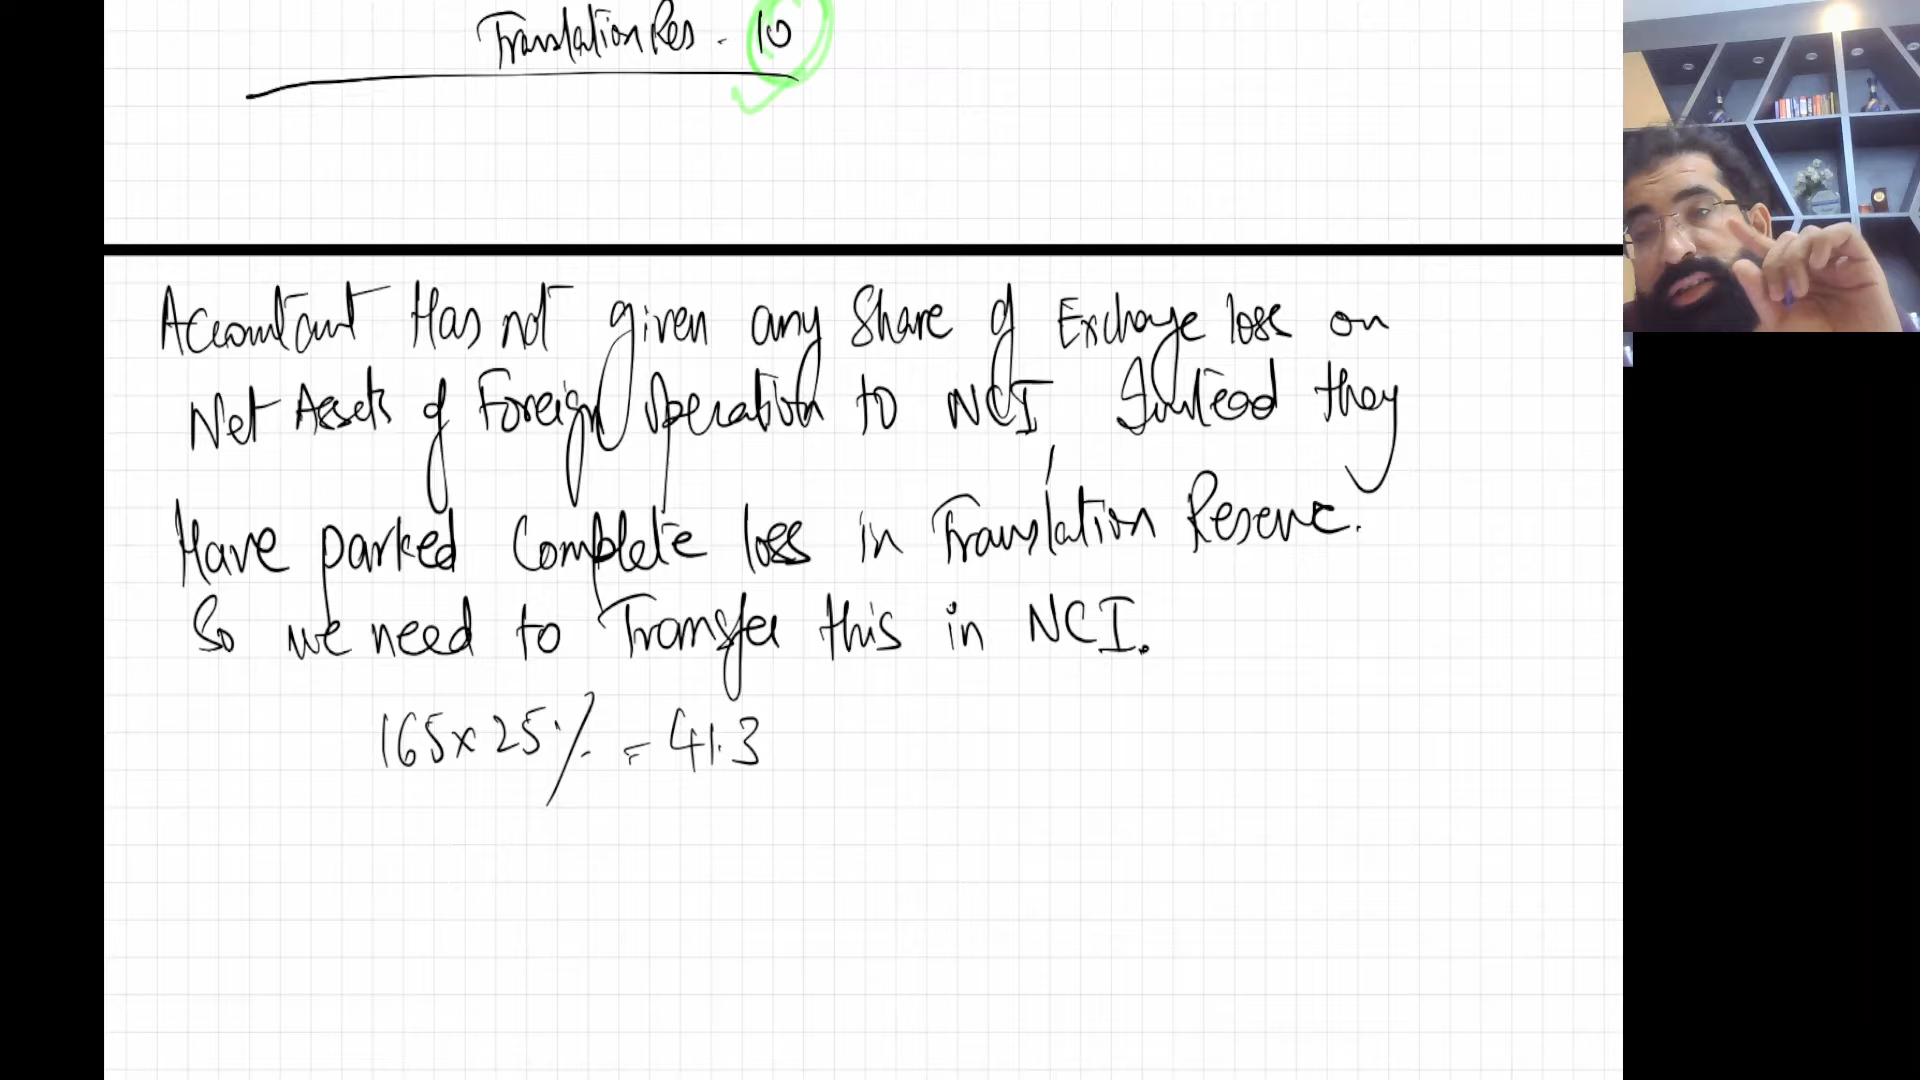 Translation Res. 10
Accountant Has not given any Share of Exchange loss on
Net Assets of Foreign Operation to NCI, Instead they
Have parked Complete loss in Translation Reserve.
So we need to Transfer this in NCI.
165 x 25% = 41.3